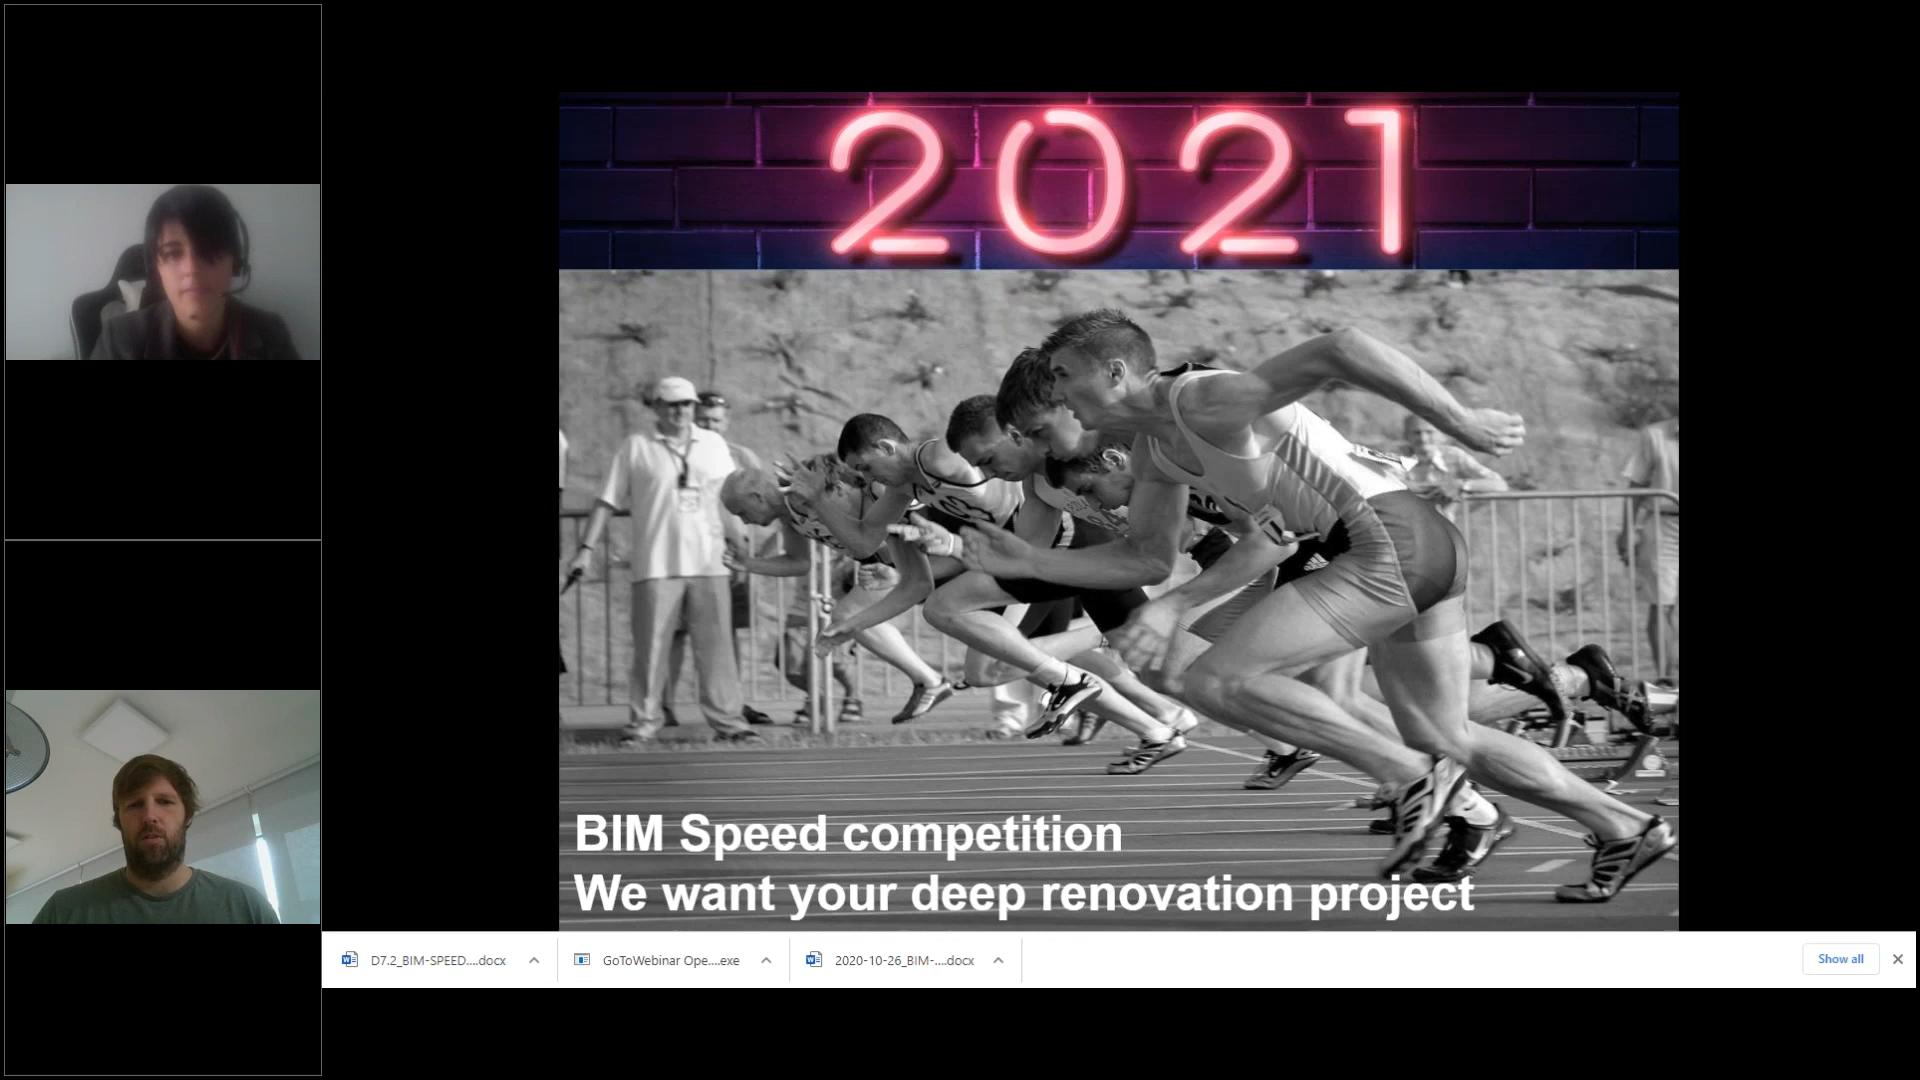 2021
BIM Speed competition
We want your deep renovation project
D7.2_BIM-SPEED....docx
GoToWebinar Ope....exe
2020-10-26_BIM-....docx
Show all